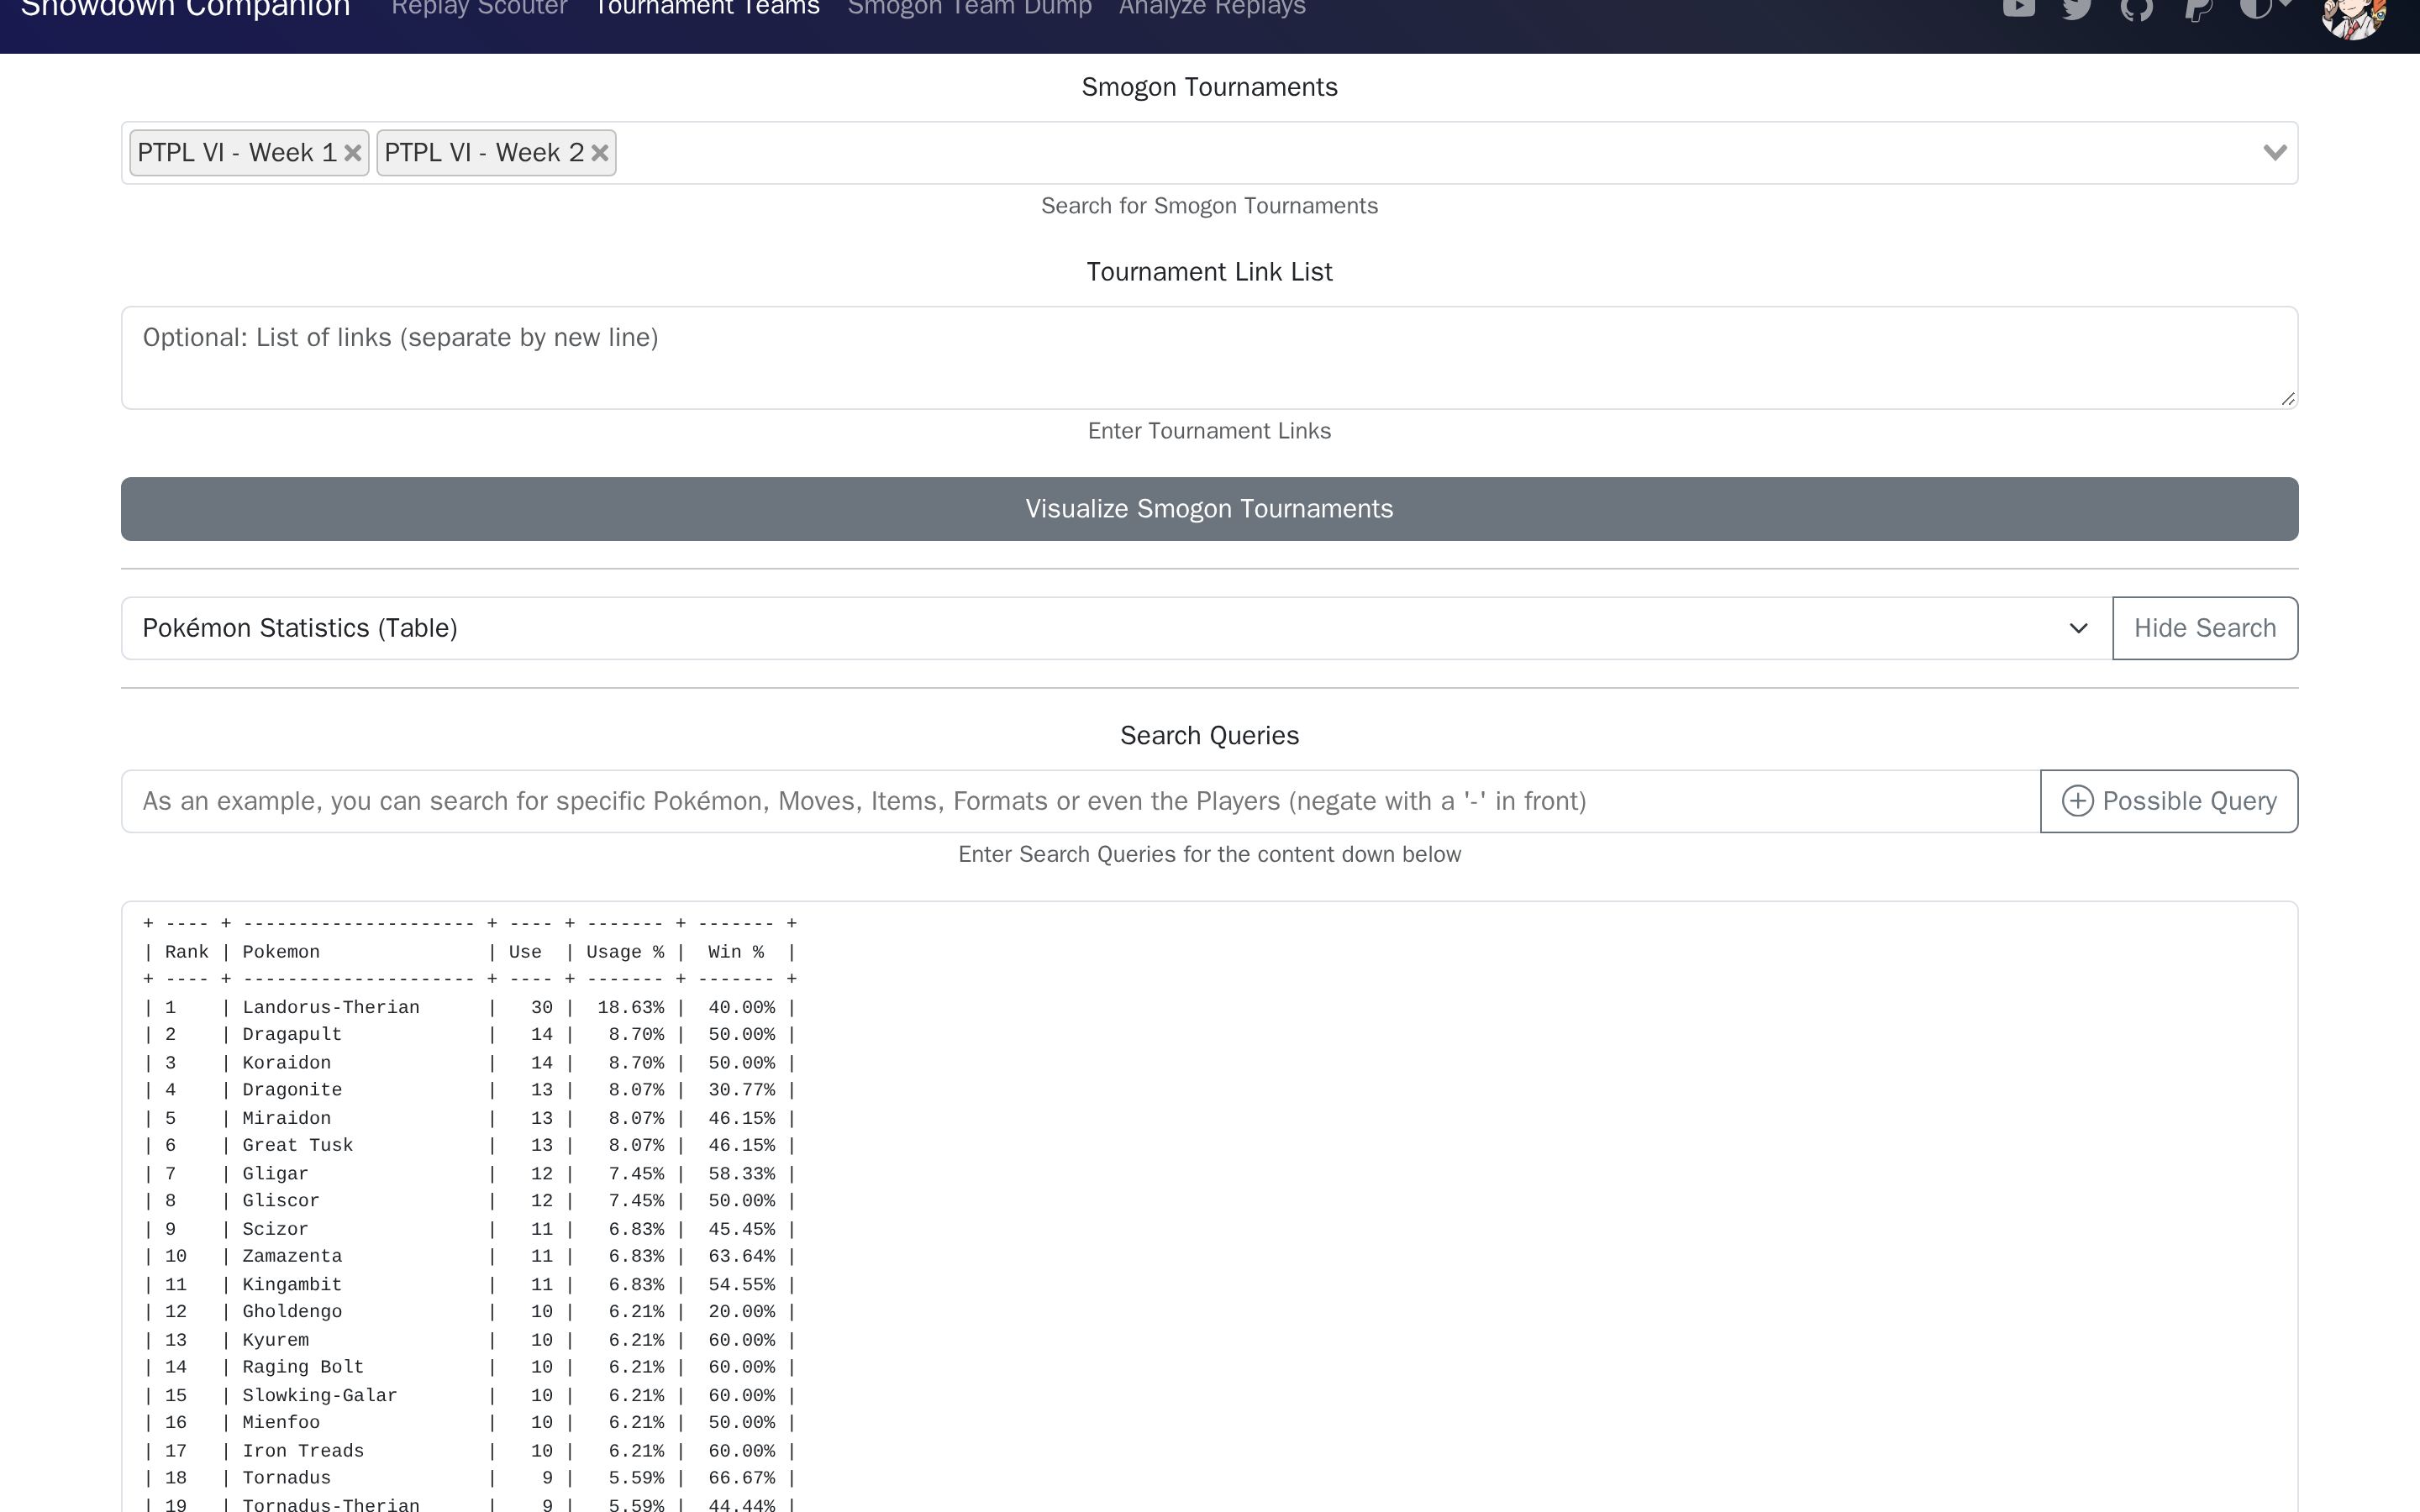 Showdown Companion Replay Scouter Tournament Teams Smogon Team Dump Analyze Replays
Smogon Tournaments
PTPL VI - Week 1 PTPL VI - Week 2
Search for Smogon Tournaments
Tournament Link List
Optional: List of links (separate by new line)
Enter Tournament Links
Visualize Smogon Tournaments
Pokémon Statistics (Table) Hide Search
Search Queries
As an example, you can search for specific Pokémon, Moves, Items, Formats or even the Players (negate with a '-' in front) Possible Query
Enter Search Queries for the content down below
+ ---- + --------------------- + ---- + ------- + ------- +
| Rank | Pokemon               | Use  | Usage % |  Win %  |
+ ---- + --------------------- + ---- + ------- + ------- +
| 1    | Landorus-Therian      |   30 |  18.63% |  40.00% |
| 2    | Dragapult             |   14 |   8.70% |  50.00% |
| 3    | Koraidon              |   14 |   8.70% |  50.00% |
| 4    | Dragonite             |   13 |   8.07% |  30.77% |
| 5    | Miraidon              |   13 |   8.07% |  46.15% |
| 6    | Great Tusk            |   13 |   8.07% |  46.15% |
| 7    | Gligar                |   12 |   7.45% |  58.33% |
| 8    | Gliscor               |   12 |   7.45% |  50.00% |
| 9    | Scizor                |   11 |   6.83% |  45.45% |
| 10   | Zamazenta             |   11 |   6.83% |  63.64% |
| 11   | Kingambit             |   11 |   6.83% |  54.55% |
| 12   | Gholdengo             |   10 |   6.21% |  20.00% |
| 13   | Kyurem                |   10 |   6.21% |  60.00% |
| 14   | Raging Bolt           |   10 |   6.21% |  60.00% |
| 15   | Slowking-Galar        |   10 |   6.21% |  60.00% |
| 16   | Mienfoo               |   10 |   6.21% |  50.00% |
| 17   | Iron Treads           |   10 |   6.21% |  60.00% |
| 18   | Tornadus              |    9 |   5.59% |  66.67% |
| 19   | Tornadus-Therian      |    9 |   5.59% |  44.44% |